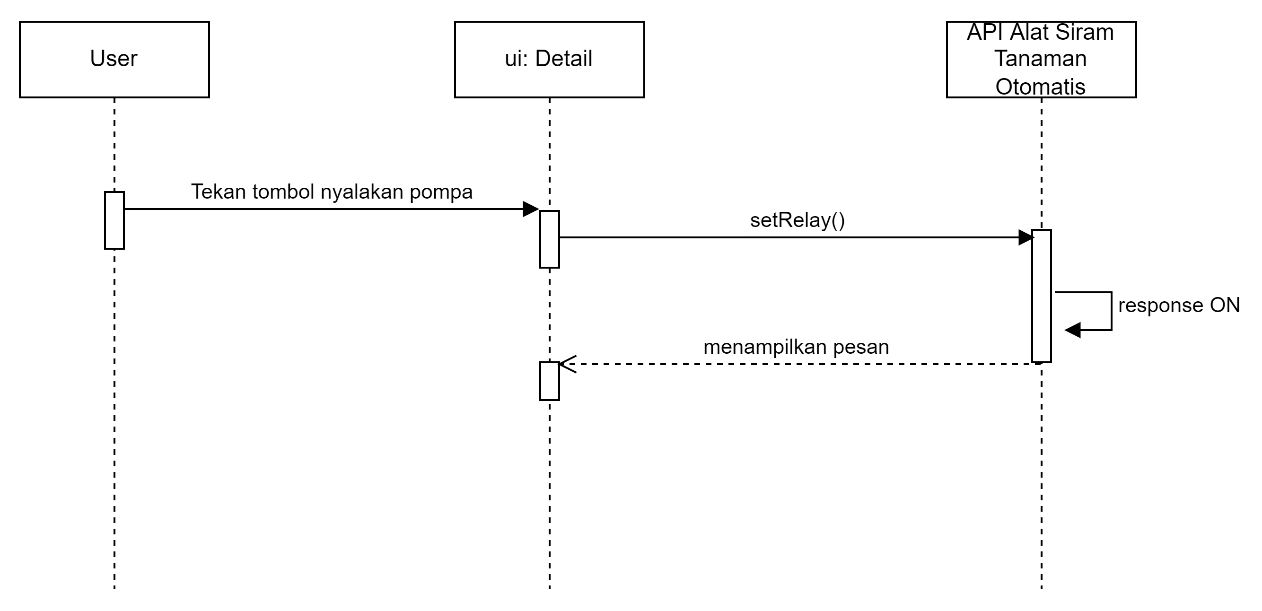 User
ui: Detail
API Alat Siram
Tanaman
Otomatis
Tekan tombol nyalakan pompa
setRelay()
response ON
menampilkan pesan